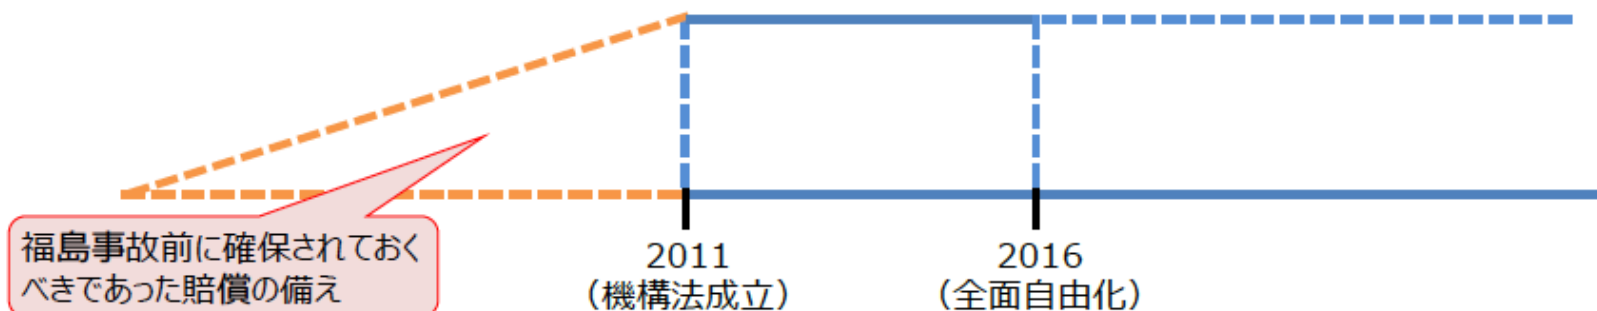 福島事故前に確保されておく
べきであった賠償の備え
2011
（機構法成立）
2016
（全面自由化）